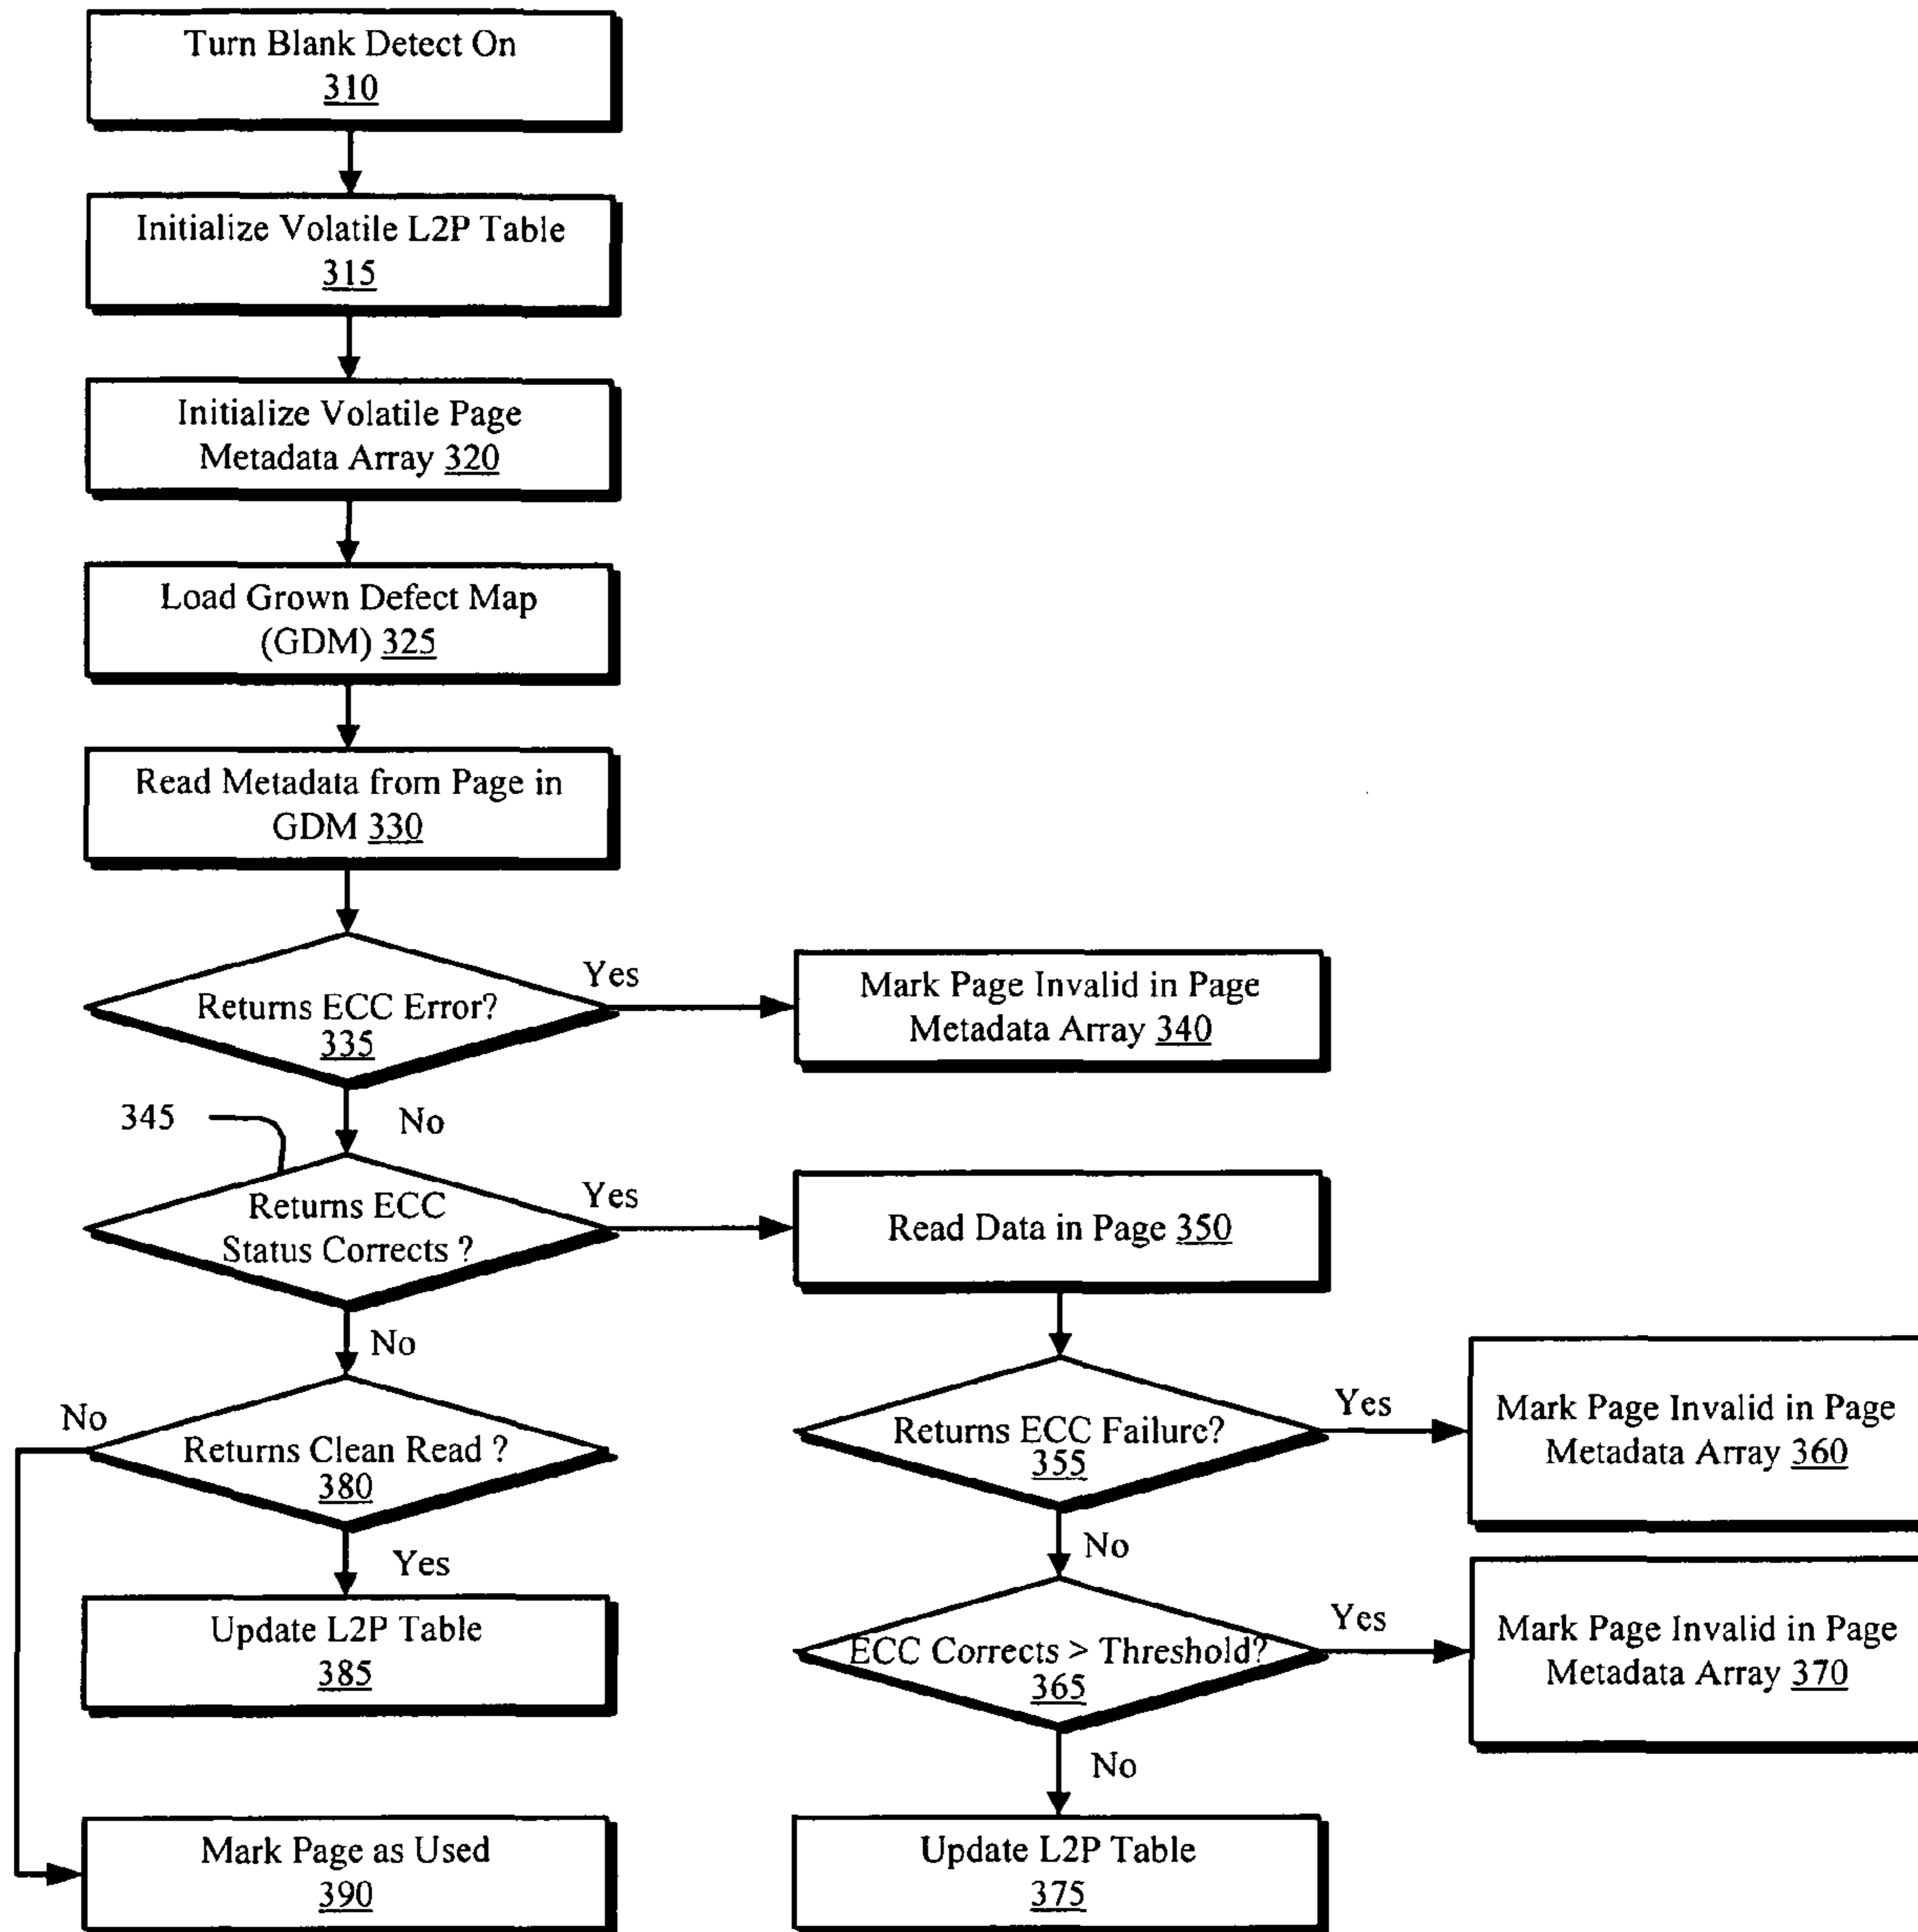 Turn Blank Detect On
310
Initialize Volatile L2P Table
315
Initialize Volatile Page
Metadata Array 320
Load Grown Defect Map
(GDM) 325
Read Metadata from Page in
GDM 330
Returns ECC Error?
335
Yes
Mark Page Invalid in Page
Metadata Array 340
No
345
Returns ECC
Status Corrects ?
Yes
Read Data in Page 350
No
Returns Clean Read ?
380
No
Yes
Update L2P Table
385
Mark Page as Used
390
Returns ECC Failure?
355
Yes
Mark Page Invalid in Page
Metadata Array 360
No
ECC Corrects > Threshold?
365
Yes
Mark Page Invalid in Page
Metadata Array 370
No
Update L2P Table
375